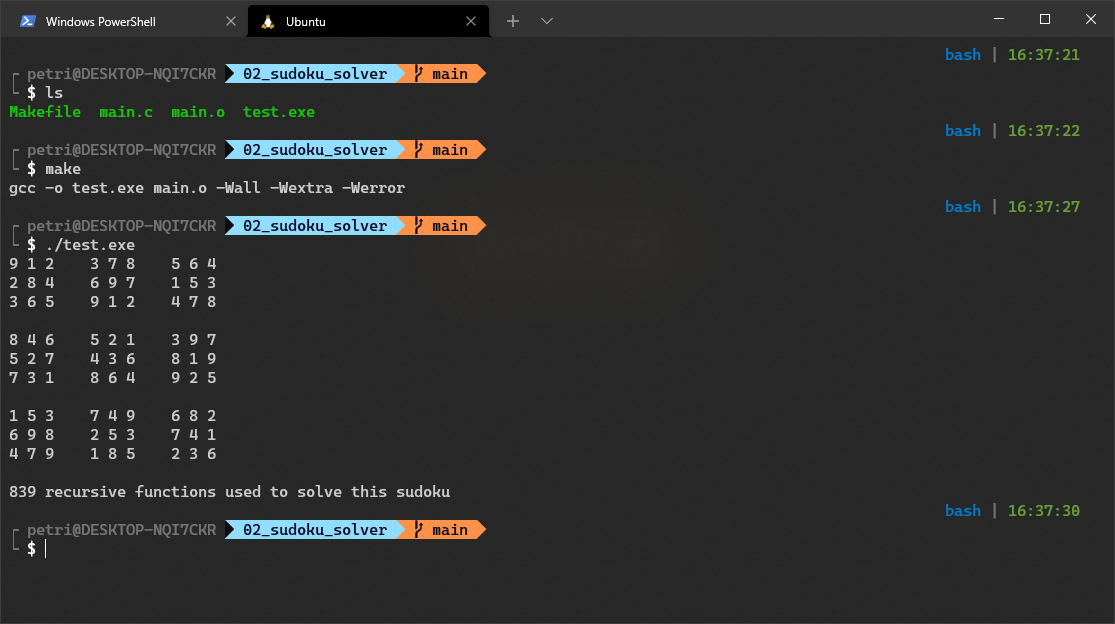 Windows PowerShell
Ubuntu
bash | 16:37:21
petri@DESKTOP-NQI7CKR 02_sudoku_solver main
$ ls
Makefile main.c main.o test.exe
bash | 16:37:22
petri@DESKTOP-NQI7CKR 02_sudoku_solver main
$ make
gcc -o test.exe main.o -Wall -Wextra -Werror
bash | 16:37:27
petri@DESKTOP-NQI7CKR 02_sudoku_solver main
$ ./test.exe
9 1 2    3 7 8    5 6 4
2 8 4    6 9 7    1 5 3
3 6 5    9 1 2    4 7 8
8 4 6    5 2 1    3 9 7
5 2 7    4 3 6    8 1 9
7 3 1    8 6 4    9 2 5
1 5 3    7 4 9    6 8 2
6 9 8    2 5 3    7 4 1
4 7 9    1 8 5    2 3 6
839 recursive functions used to solve this sudoku
bash | 16:37:30
petri@DESKTOP-NQI7CKR 02_sudoku_solver main
$